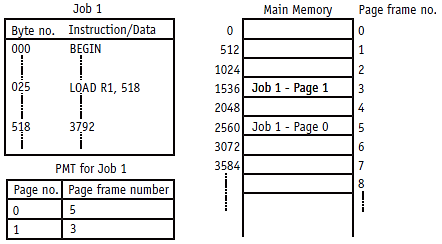 Job 1
Byte no. Instruction/Data
000 BEGIN
025 LOAD R1, 518
518 3792
PMT for Job 1
Page no. Page frame number
0 5
1 3
Main Memory Page frame no.
0 0
512 1
1024 2
1536 Job 1 - Page 1 3
2048 4
2560 Job 1 - Page 0 5
3072 6
3584 7
8